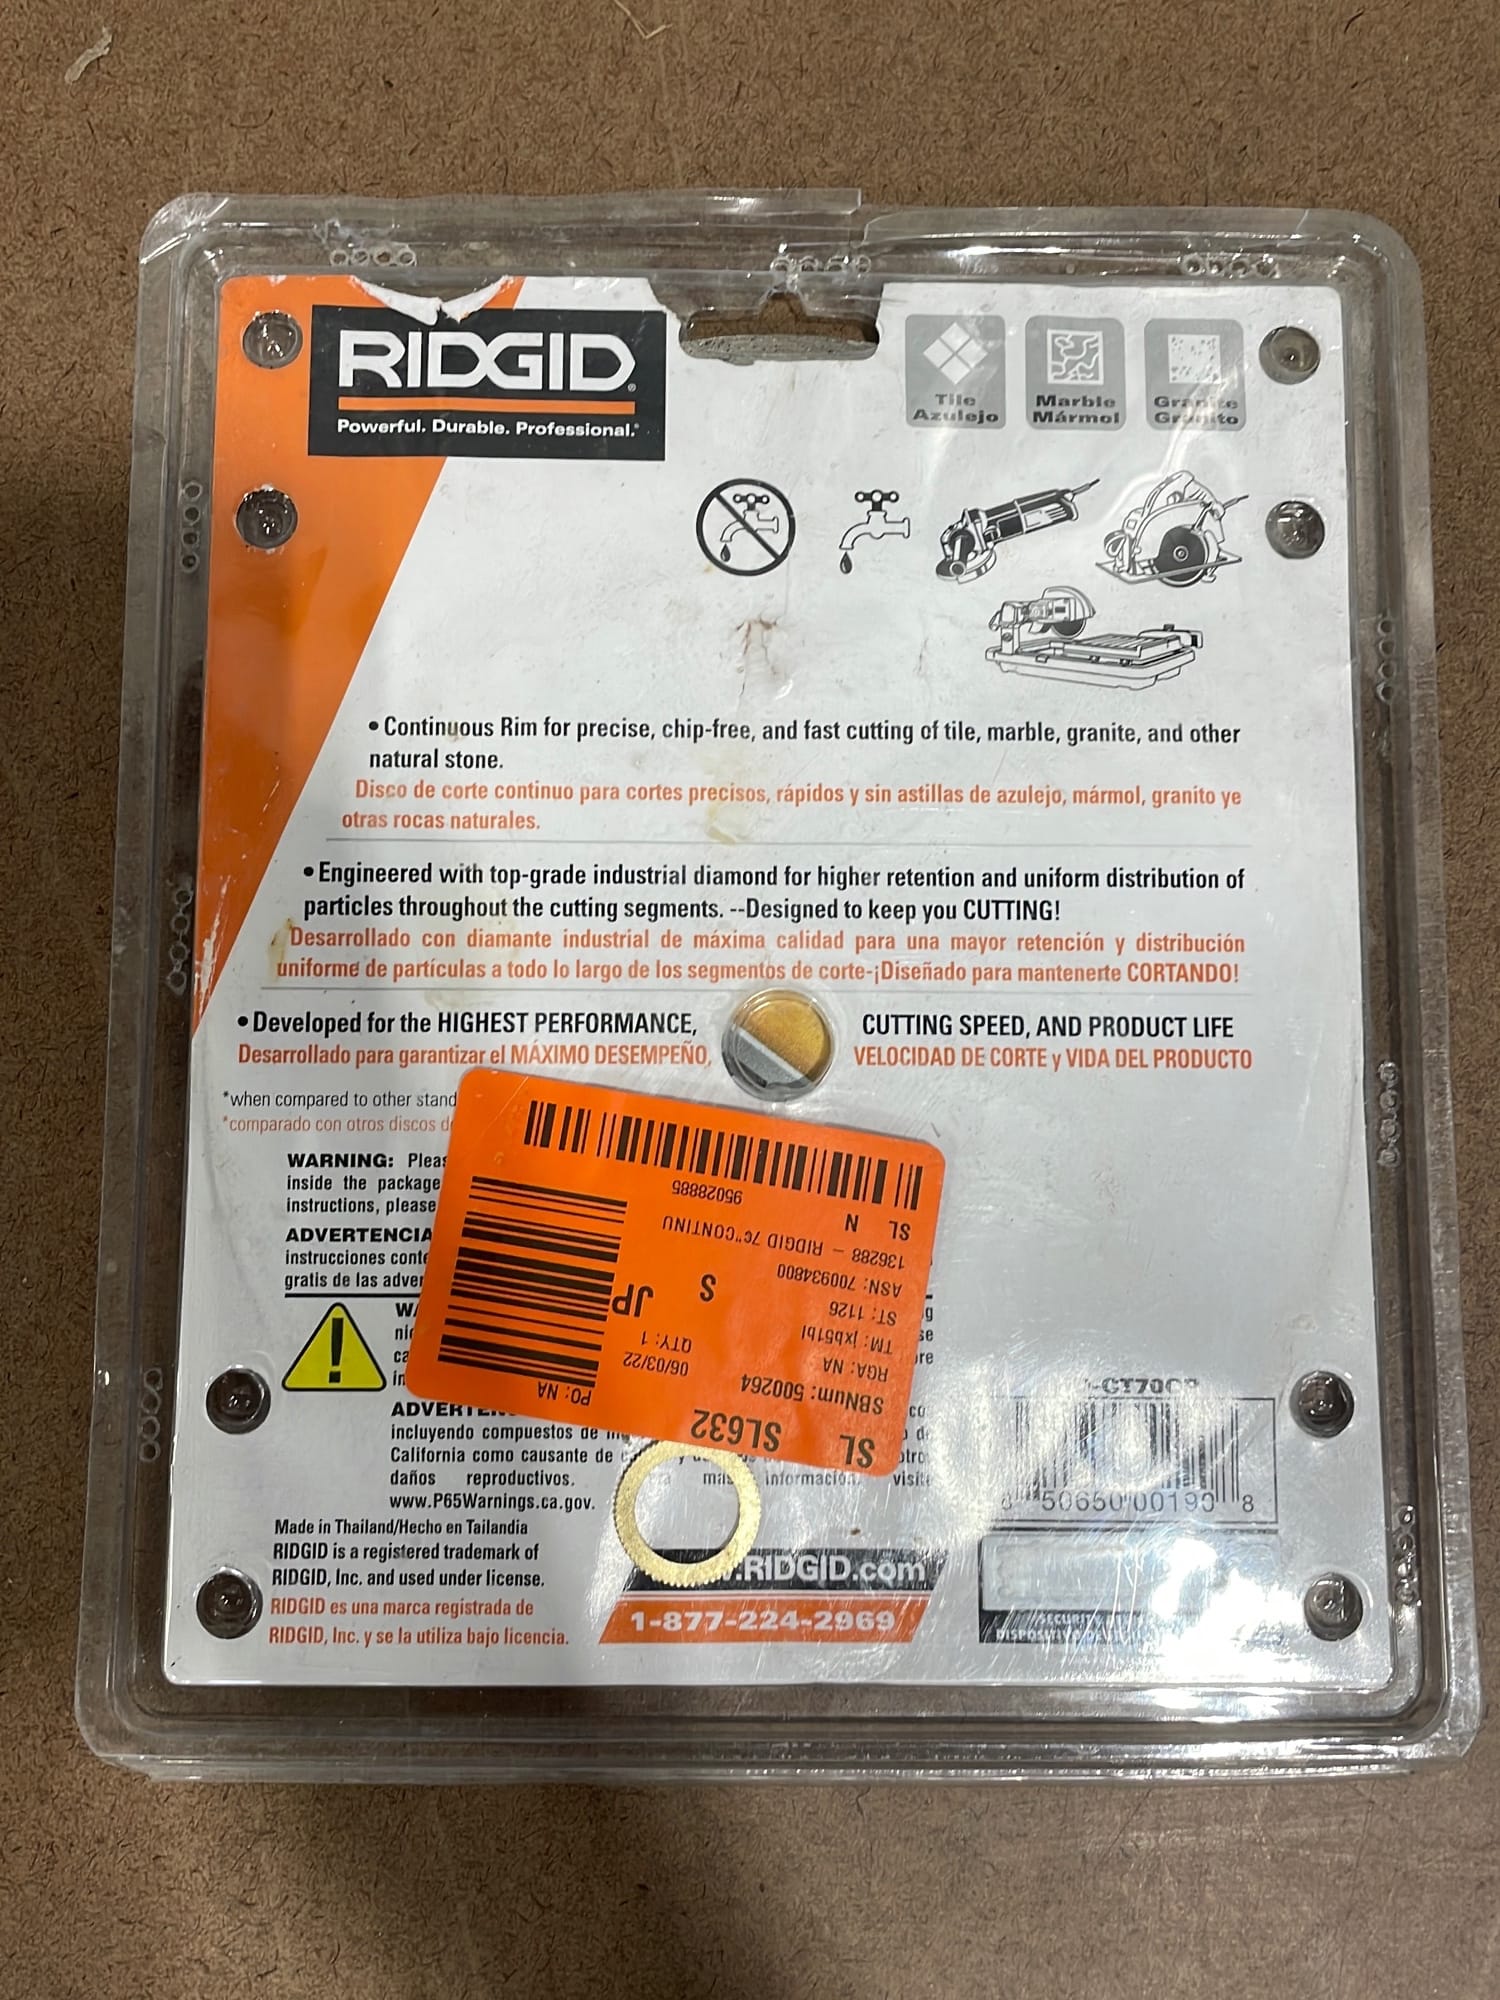 RIDGID®
Powerful. Durable. Professional.®
Tile
Azulejo
Marble
Mármol
Granite
Granito
• Continuous Rim for precise, chip-free, and fast cutting of tile, marble, granite, and other
natural stone.
Disco de corte continuo para cortes precisos, rápidos y sin astillas de azulejo, mármol, granito ye
otras rocas naturales.
• Engineered with top-grade industrial diamond for higher retention and uniform distribution of
particles throughout the cutting segments. --Designed to keep you CUTTING!
Desarrollado con diamante industrial de máxima calidad para una mayor retención y distribución
uniforme de partículas a todo lo largo de los segmentos de corte-¡Diseñado para mantenerte CORTANDO!
• Developed for the HIGHEST PERFORMANCE, CUTTING SPEED, AND PRODUCT LIFE
Desarrollado para garantizar el MÁXIMO DESEMPEÑO, VELOCIDAD DE CORTE y VIDA DEL PRODUCTO
*when compared to other stand
*comparado con otros discos d
WARNING: Pleas
inside the package
instructions, please
ADVERTENCIA
instrucciones conte
gratis de las adver
ADVERTEN
incluyendo compuestos de
California como causante de
daños reproductivos. más información, visite
www.P65Warnings.ca.gov.
Made in Thailand/Hecho en Tailandia
RIDGID is a registered trademark of
RIDGID, Inc. and used under license.
RIDGID es una marca registrada de
RIDGID, Inc. y se la utiliza bajo licencia.
.RIDGID.com
1-877-224-2969
50650 00190 8
SL SL632
SBNum: 500264 PO: NA
RGA: NA 06/03/22
TM: jxb51bl QTY: 1
ST: 1126
ASN: 700934800 S JP
136288 - RIDGID 7c"CONTINU
SL N
95028885